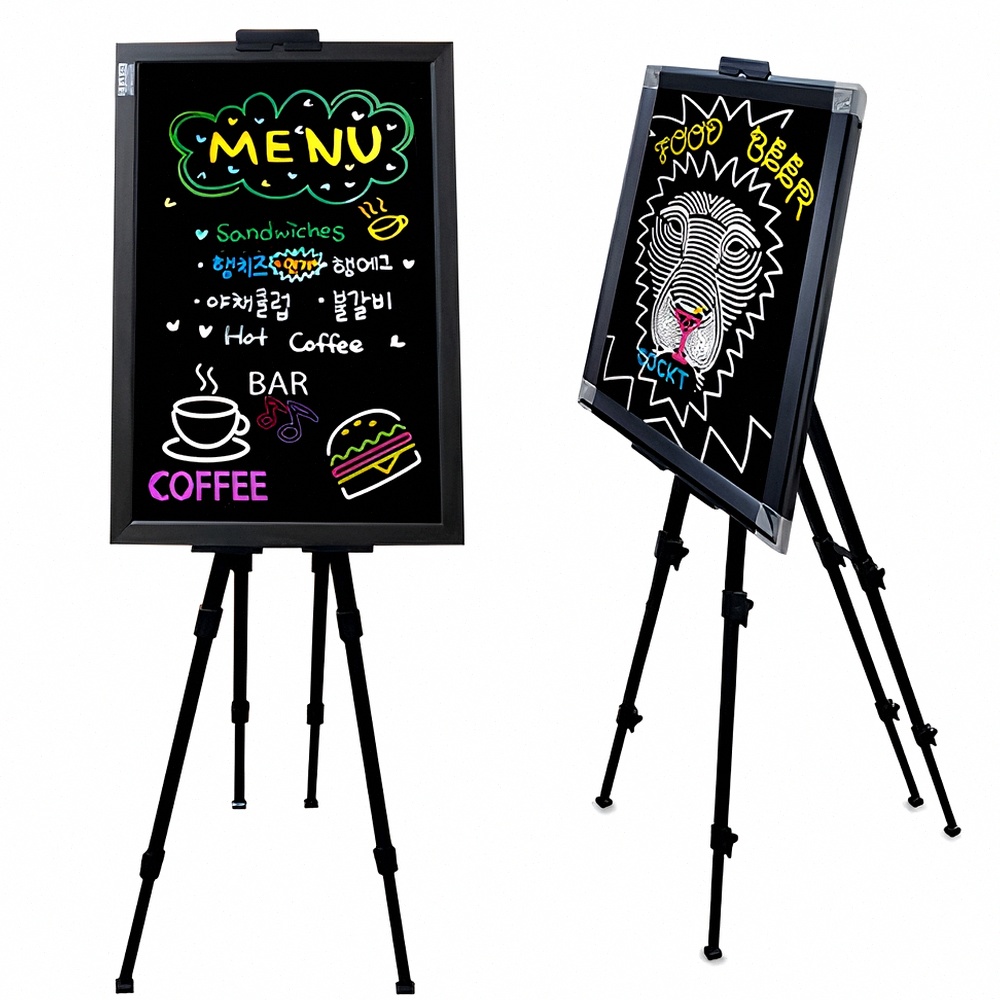 MENU
Sandwiches
· 햄치즈 인기 · 햄에그
· 야채클럽 · 불갈비
Hot Coffee
BAR
COFFEE
FOOD BEER
COCKT